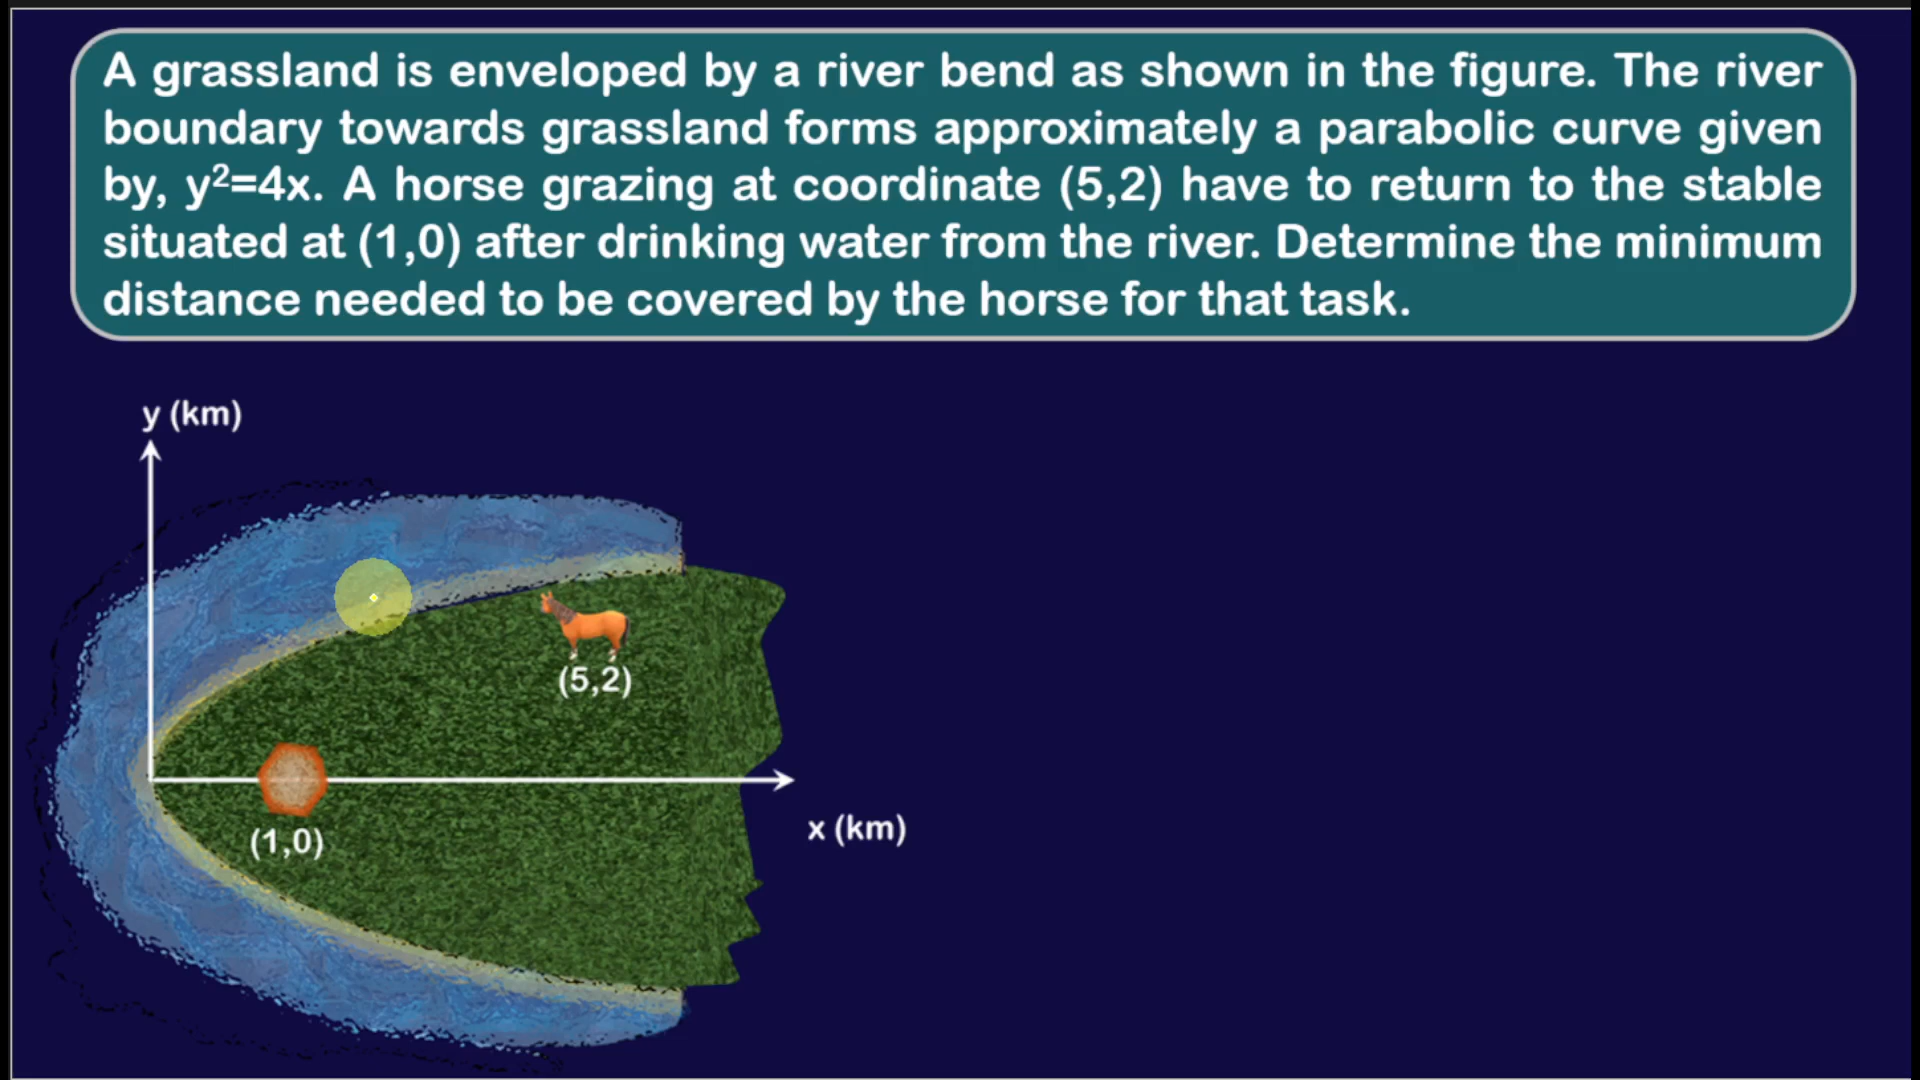 A grassland is enveloped by a river bend as shown in the figure. The river
boundary towards grassland forms approximately a parabolic curve given
by, y²=4x. A horse grazing at coordinate (5,2) have to return to the stable
situated at (1,0) after drinking water from the river. Determine the minimum
distance needed to be covered by the horse for that task.
y (km)
(5,2)
(1,0)
x (km)